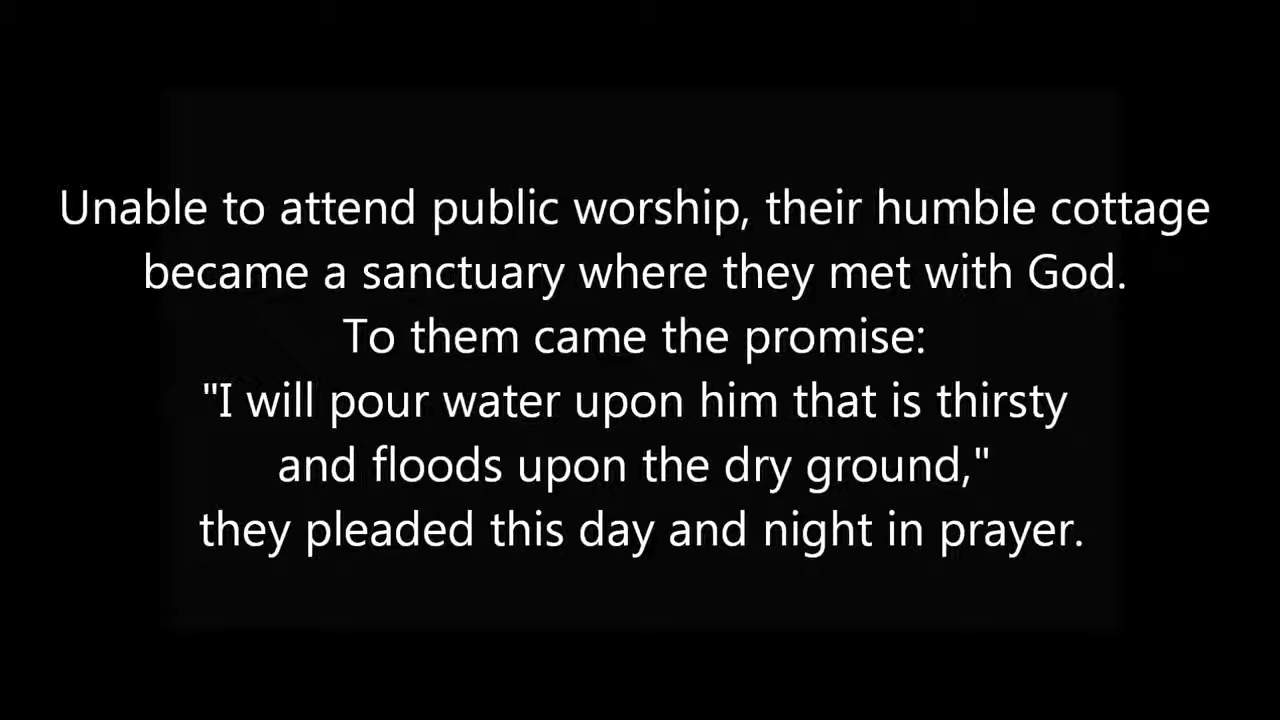 Unable to attend public worship, their humble cottage
became a sanctuary where they met with God.
To them came the promise:
"I will pour water upon him that is thirsty
and floods upon the dry ground,"
they pleaded this day and night in prayer.